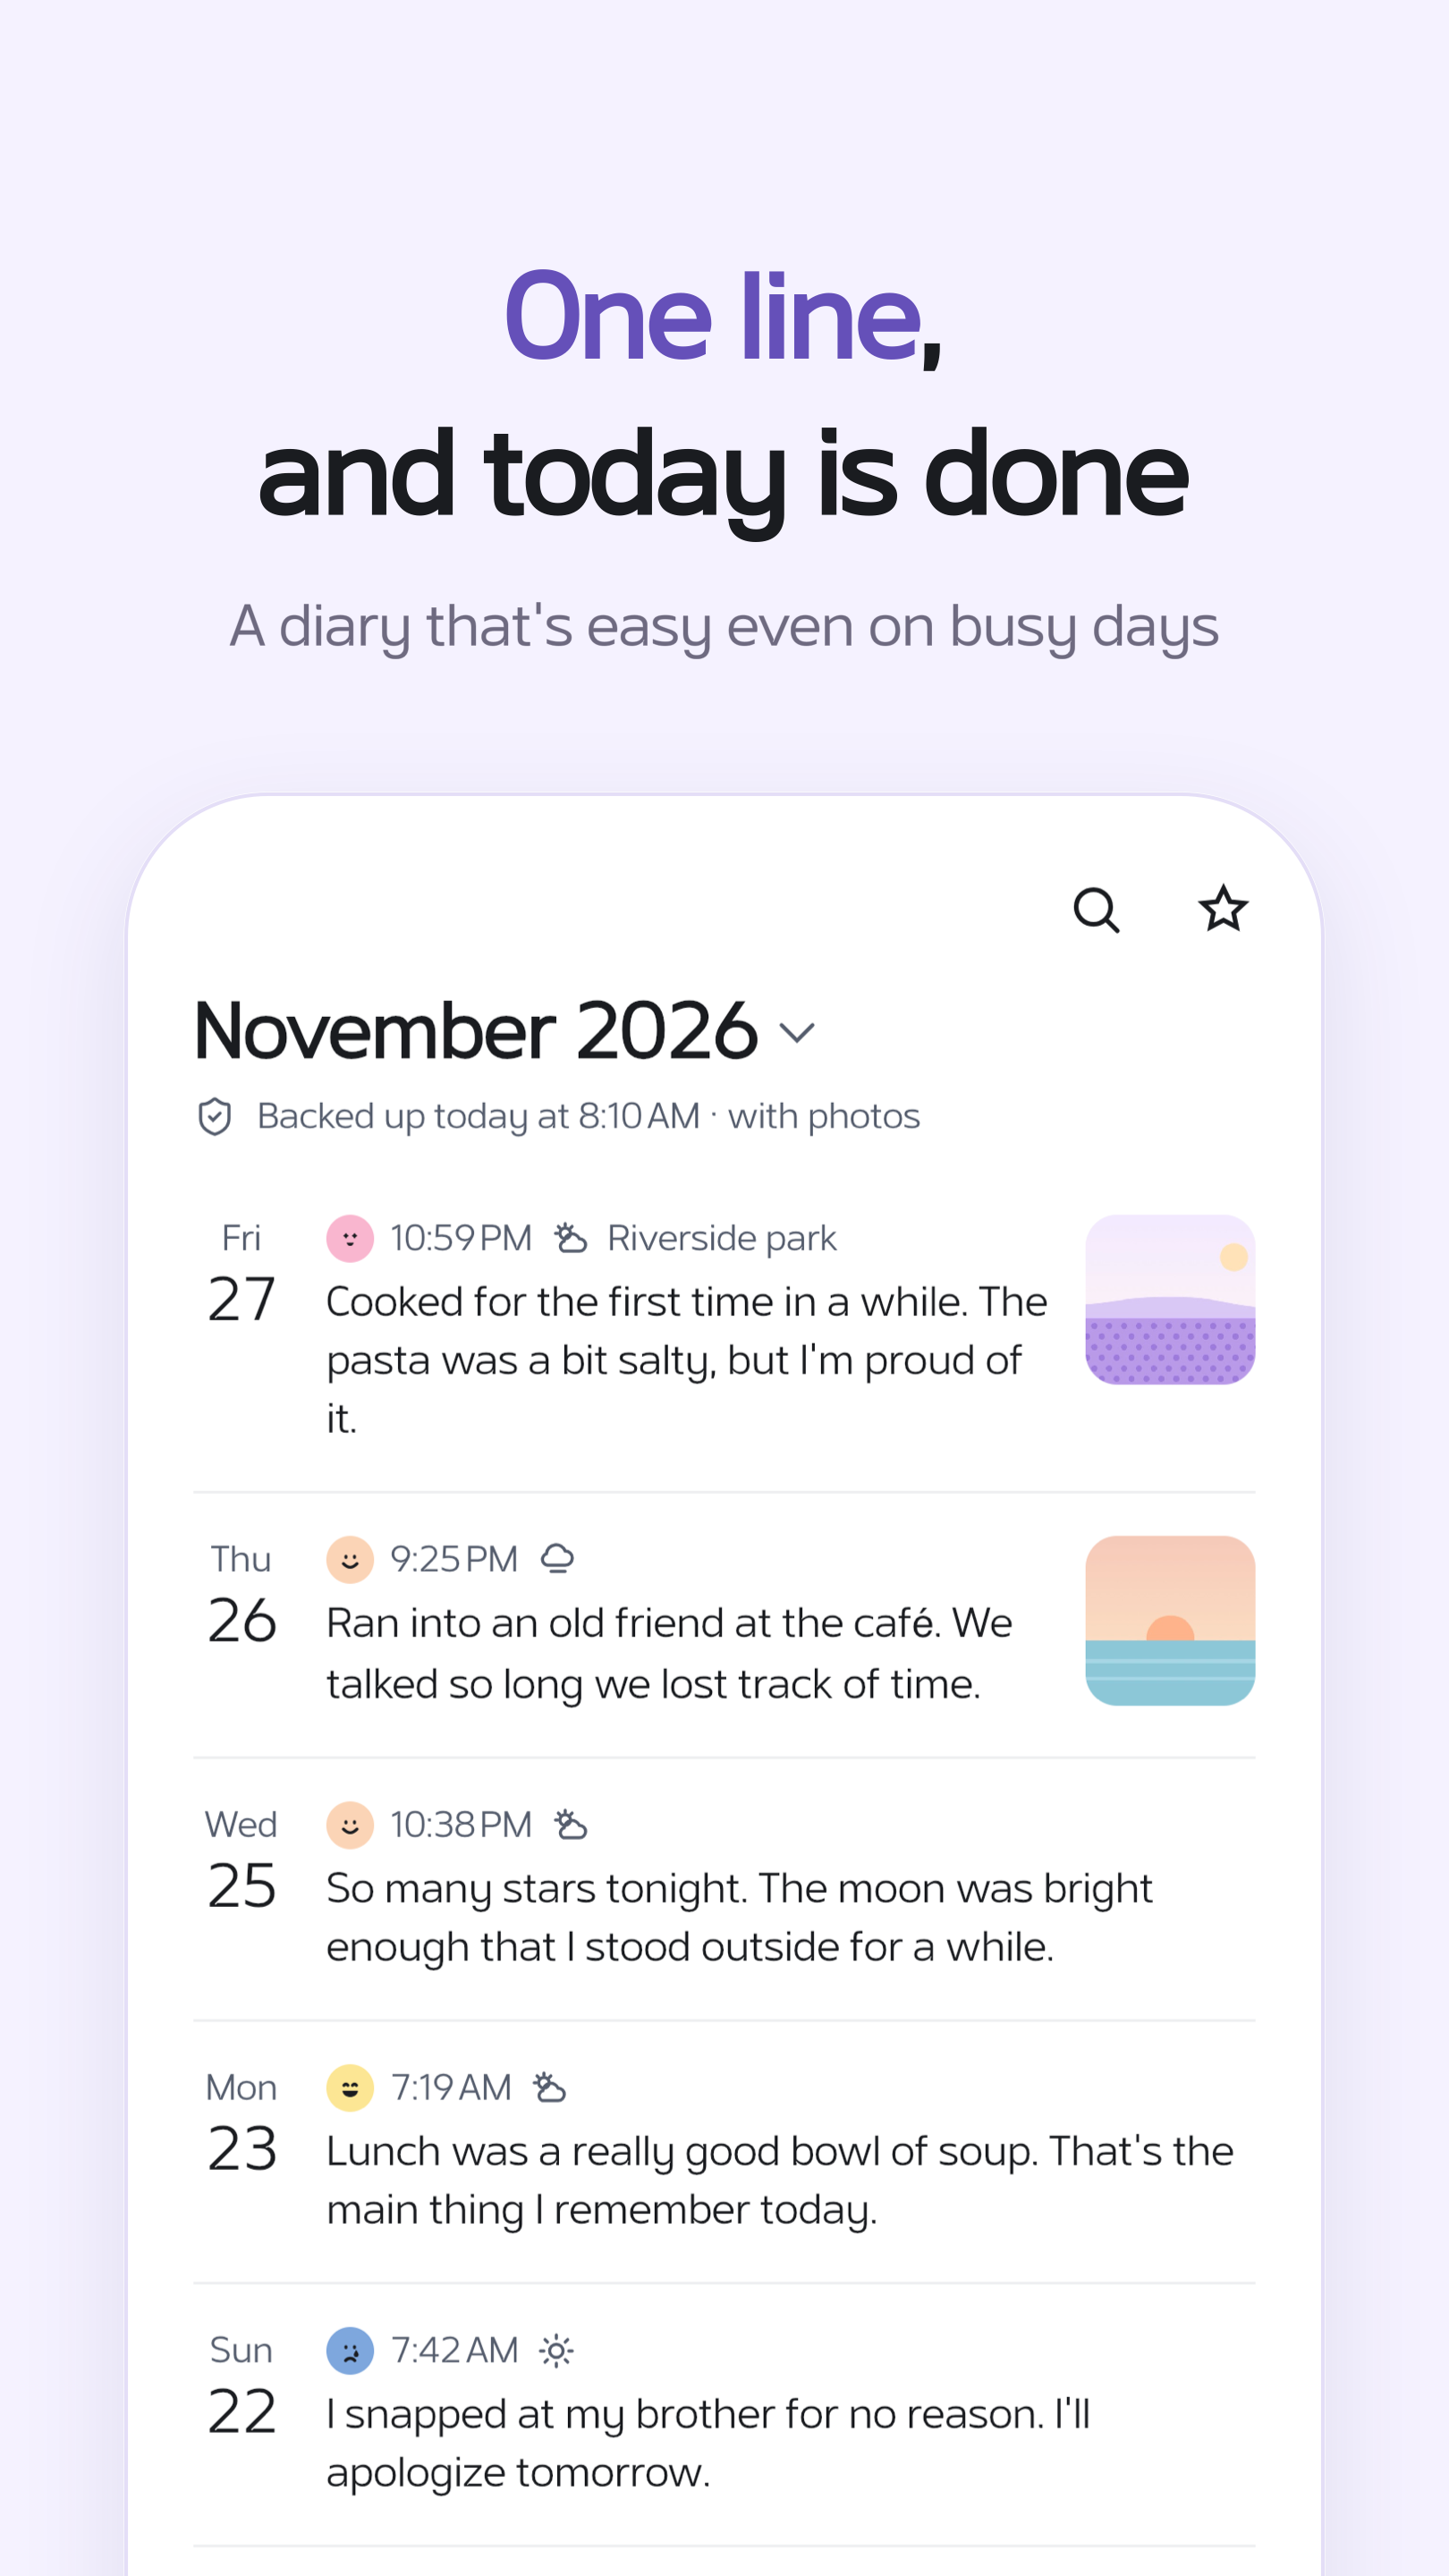 One line,
and today is done
A diary that's easy even on busy days
November 2026
Backed up today at 8:10 AM · with photos
Fri
27
10:59 PM Riverside park
Cooked for the first time in a while. The
pasta was a bit salty, but I'm proud of
it.
Thu
26
9:25 PM
Ran into an old friend at the café. We
talked so long we lost track of time.
Wed
25
10:38 PM
So many stars tonight. The moon was bright
enough that I stood outside for a while.
Mon
23
7:19 AM
Lunch was a really good bowl of soup. That's the
main thing I remember today.
Sun
22
7:42 AM
I snapped at my brother for no reason. I'll
apologize tomorrow.